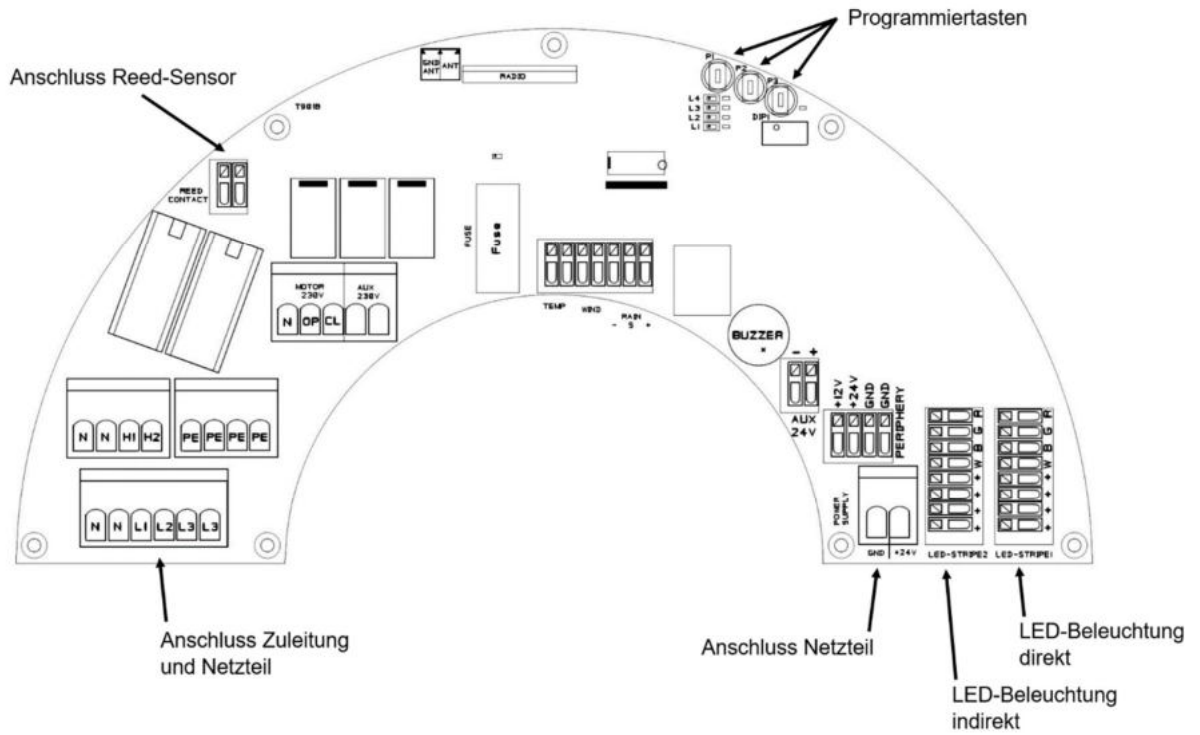 Programmiertasten
Anschluss Reed-Sensor
GND ANT
ANT
RADIO
P1
P2
P3
T981B
L4
L3
L2
L1
DIP1
REED
CONTACT
FUSE
Fuse
MOTOR
230V
AUX
230V
N OP CL
TEMP
WIND
RAIN
- S +
BUZZER
- +
AUX
24V
+12V
+24V
GND
GND
PERIPHERY
N N H1 H2
PE PE PE PE
N N L1 L2 L3 L3
POWER
SUPPLY
GND +24V
R
G
B
W
+
+
+
+
LED-STRIPE2
R
G
B
W
+
+
+
+
LED-STRIPE1
Anschluss Zuleitung
und Netzteil
Anschluss Netzteil
LED-Beleuchtung
direkt
LED-Beleuchtung
indirekt